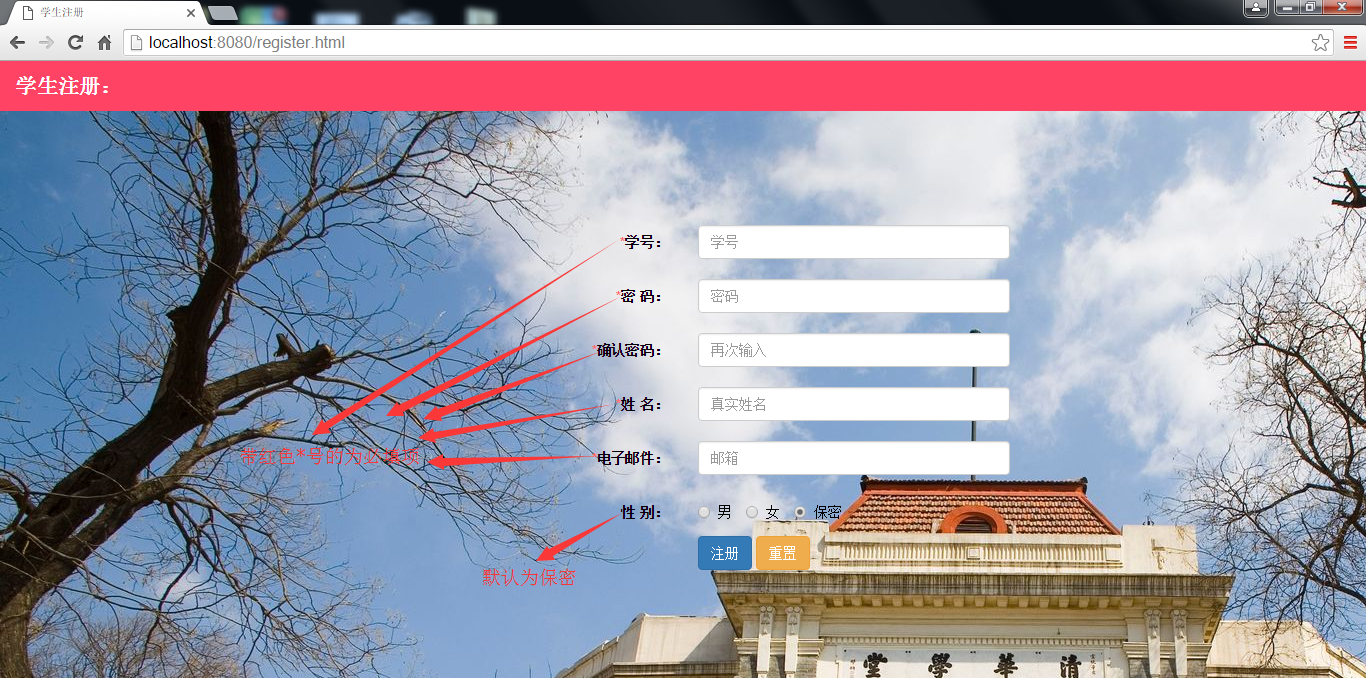 学生注册
localhost:8080/register.html
学生注册：
*学号： 学号
*密 码： 密码
*确认密码： 再次输入
*姓 名： 真实姓名
*电子邮件： 邮箱
带红色*号的为必填项
性 别： 男 女 保密
注册 重置
默认为保密
堂 學 華 清